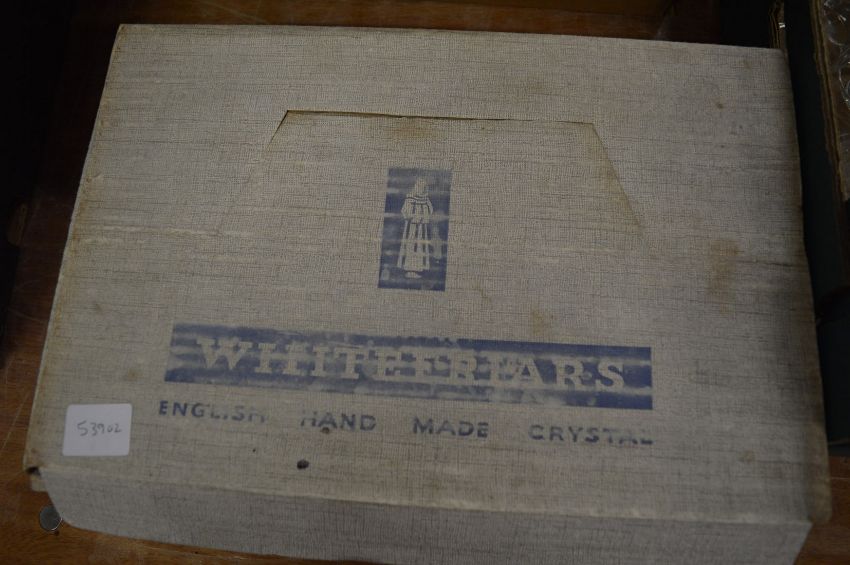 WHITEFRIARS
ENGLISH HAND MADE CRYSTAL
53902